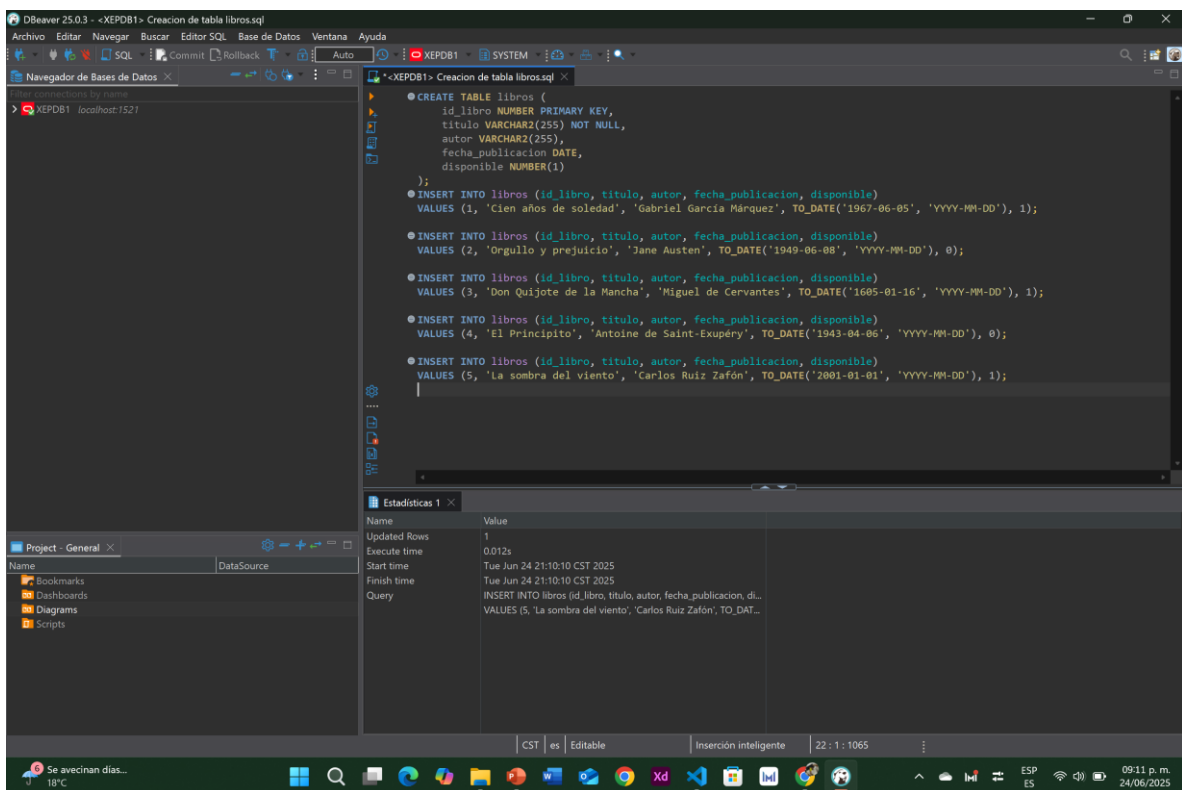 DBeaver 25.0.3 - <XEPDB1> Creacion de tabla libros.sql
Archivo Editar Navegar Buscar Editor SQL Base de Datos Ventana Ayuda
SQL Commit Rollback Auto XEPDB1 SYSTEM
Navegador de Bases de Datos
*<XEPDB1> Creacion de tabla libros.sql
Filter connections by name
XEPDB1 localhost:1521
CREATE TABLE libros (
id_libro NUMBER PRIMARY KEY,
titulo VARCHAR2(255) NOT NULL,
autor VARCHAR2(255),
fecha_publicacion DATE,
disponible NUMBER(1)
);
INSERT INTO libros (id_libro, titulo, autor, fecha_publicacion, disponible)
VALUES (1, 'Cien años de soledad', 'Gabriel García Márquez', TO_DATE('1967-06-05', 'YYYY-MM-DD'), 1);
INSERT INTO libros (id_libro, titulo, autor, fecha_publicacion, disponible)
VALUES (2, 'Orgullo y prejuicio', 'Jane Austen', TO_DATE('1949-06-08', 'YYYY-MM-DD'), 0);
INSERT INTO libros (id_libro, titulo, autor, fecha_publicacion, disponible)
VALUES (3, 'Don Quijote de la Mancha', 'Miguel de Cervantes', TO_DATE('1605-01-16', 'YYYY-MM-DD'), 1);
INSERT INTO libros (id_libro, titulo, autor, fecha_publicacion, disponible)
VALUES (4, 'El Principito', 'Antoine de Saint-Exupéry', TO_DATE('1943-04-06', 'YYYY-MM-DD'), 0);
INSERT INTO libros (id_libro, titulo, autor, fecha_publicacion, disponible)
VALUES (5, 'La sombra del viento', 'Carlos Ruiz Zafón', TO_DATE('2001-01-01', 'YYYY-MM-DD'), 1);
Estadísticas 1
Name Value
Updated Rows 1
Execute time 0.012s
Start time Tue Jun 24 21:10:10 CST 2025
Finish time Tue Jun 24 21:10:10 CST 2025
Query INSERT INTO libros (id_libro, titulo, autor, fecha_publicacion, di...
VALUES (5, 'La sombra del viento', 'Carlos Ruiz Zafón', TO_DAT...
Project - General
Name DataSource
Bookmarks
Dashboards
Diagrams
Scripts
CST es Editable Inserción inteligente 22 : 1 : 1065
6 Se avecinan días...
18°C
Xd
ESP
ES
09:11 p. m.
24/06/2025